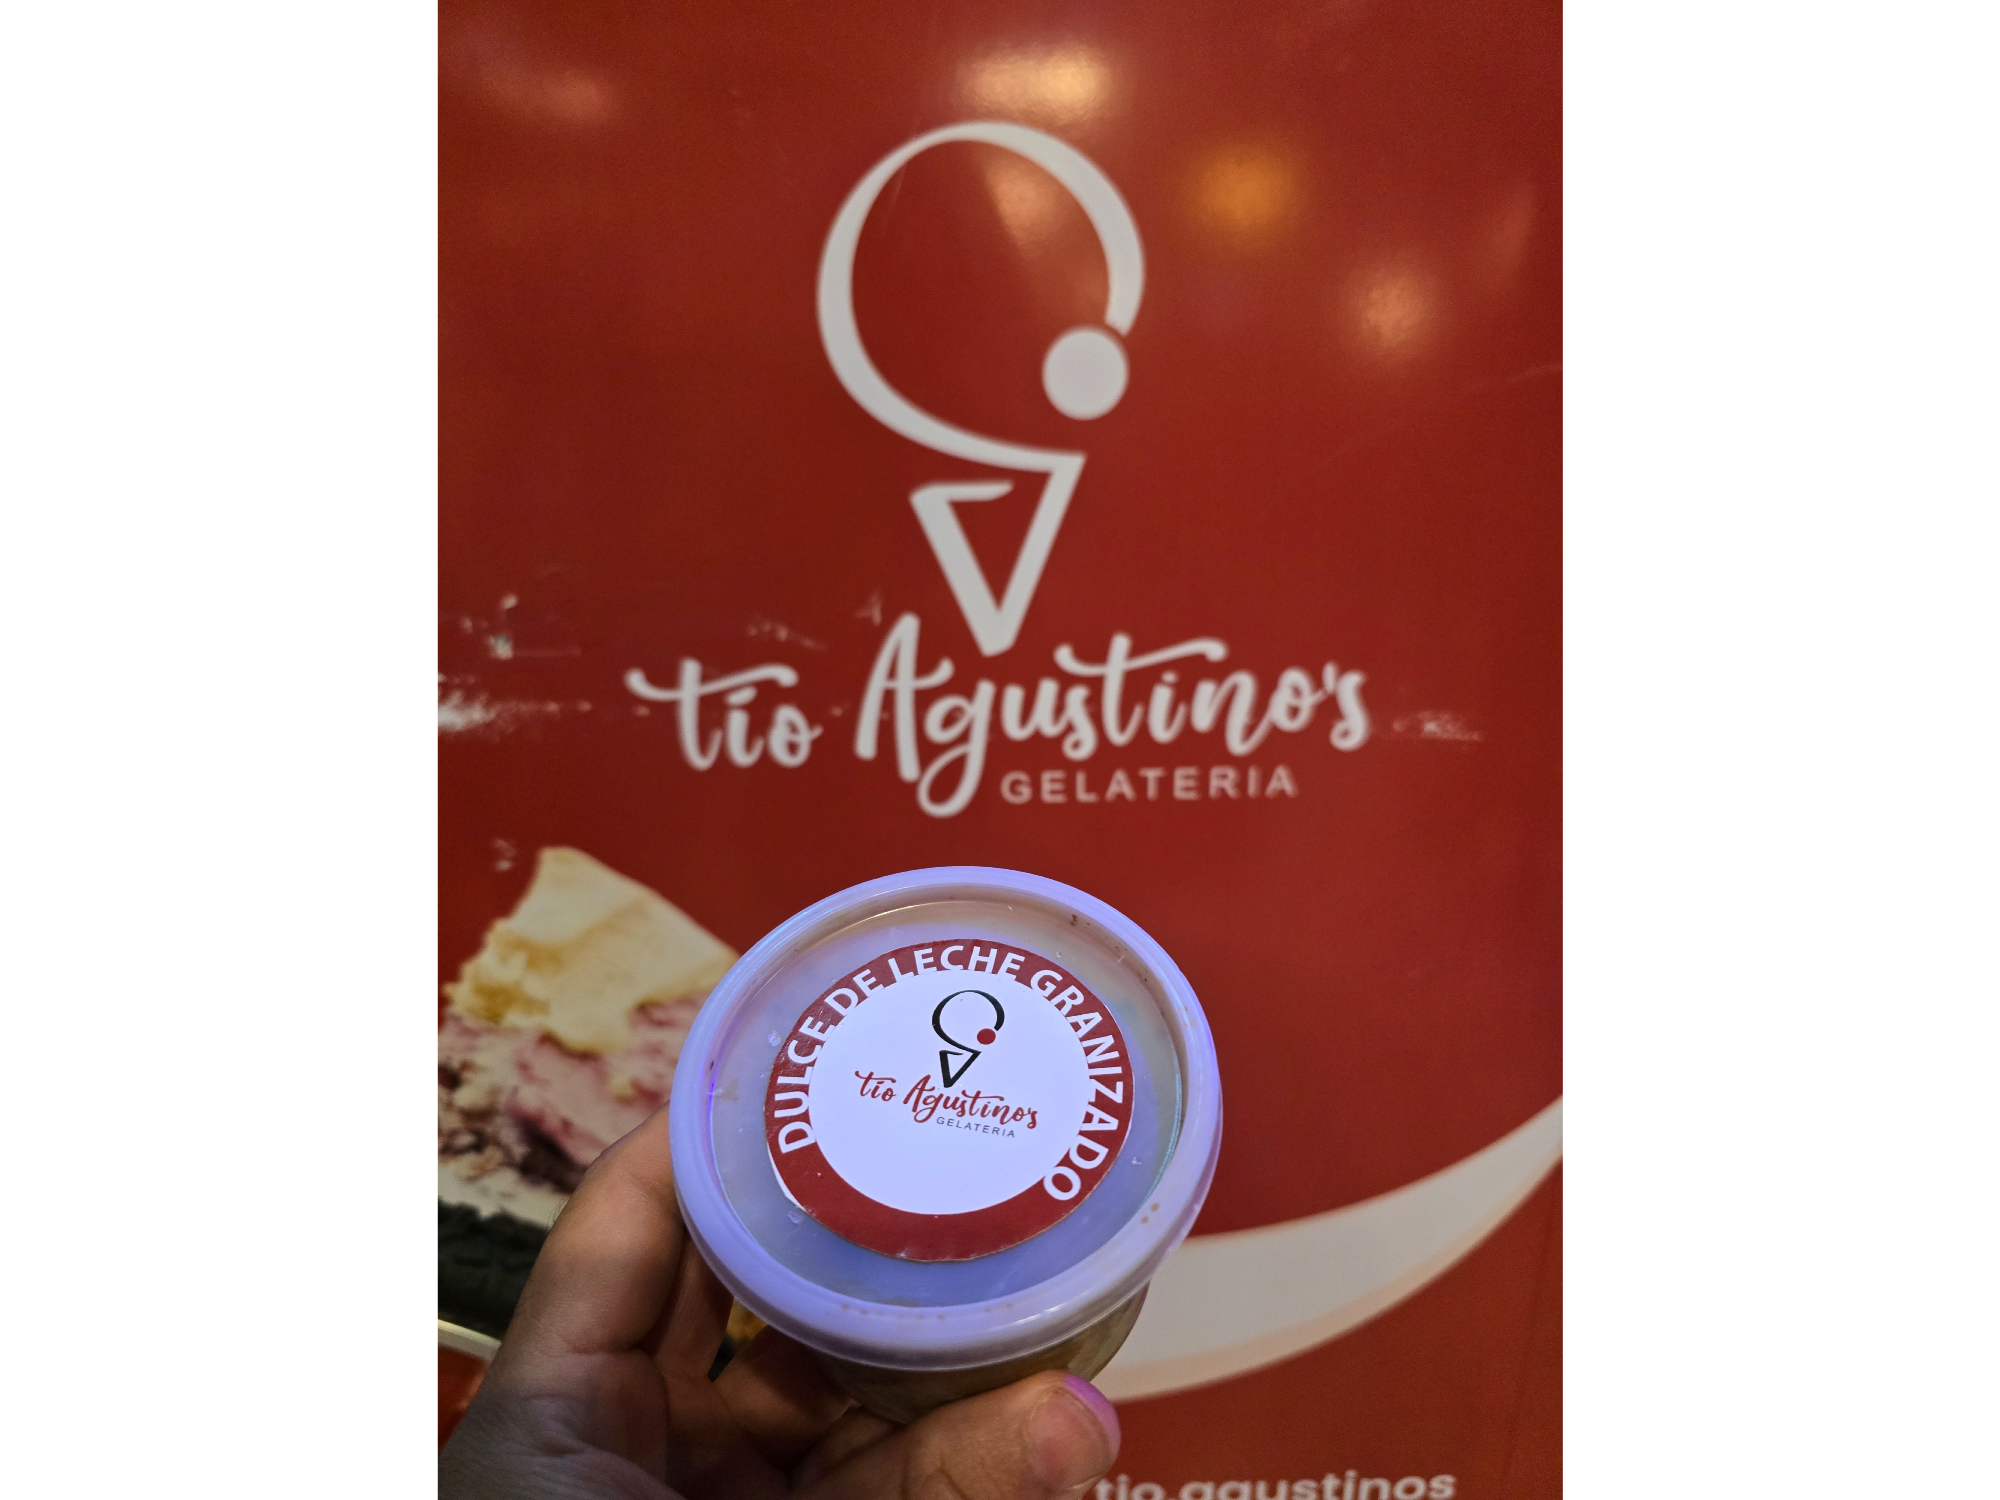 tío Agustino's
GELATERIA
DULCE DE LECHE GRANIZADO
tío Agustino's
GELATERIA
tio.agustinos